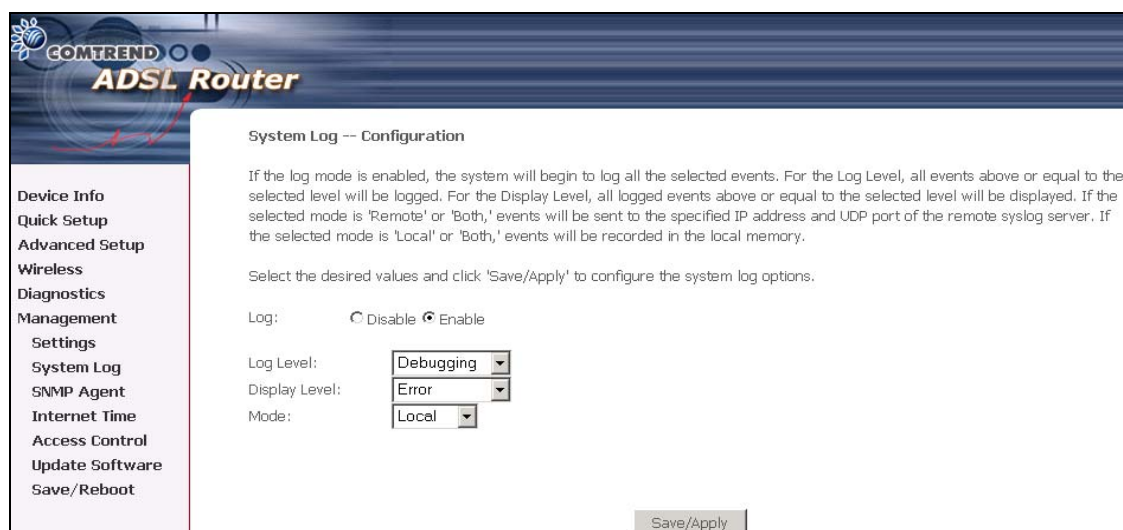 COMTREND
ADSL Router
System Log -- Configuration
If the log mode is enabled, the system will begin to log all the selected events. For the Log Level, all events above or equal to the
selected level will be logged. For the Display Level, all logged events above or equal to the selected level will be displayed. If the
selected mode is 'Remote' or 'Both,' events will be sent to the specified IP address and UDP port of the remote syslog server. If
the selected mode is 'Local' or 'Both,' events will be recorded in the local memory.
Select the desired values and click 'Save/Apply' to configure the system log options.
Log: Disable Enable
Log Level: Debugging
Display Level: Error
Mode: Local
Save/Apply
Device Info
Quick Setup
Advanced Setup
Wireless
Diagnostics
Management
Settings
System Log
SNMP Agent
Internet Time
Access Control
Update Software
Save/Reboot